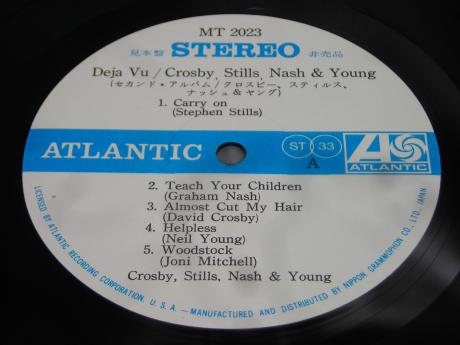 MT 2023
見本盤 STEREO 非売品
Deja Vu / Crosby, Stills, Nash & Young
(セカンド・アルバム/クロスビー、スティルス、
ナッシュ&ヤング)
1. Carry on
(Stephen Stills)
ATLANTIC
ST 33
A
ATLANTIC
2. Teach Your Children
(Graham Nash)
3. Almost Cut My Hair
(David Crosby)
4. Helpless
(Neil Young)
5. Woodstock
(Joni Mitchell)
Crosby, Stills, Nash & Young
LICENSED BY ATLANTIC RECORDING CORPORATION, U. S. A. — MANUFACTURED AND DISTRIBUTED BY NIPPON GRAMMOPHON CO., LTD., JAPAN